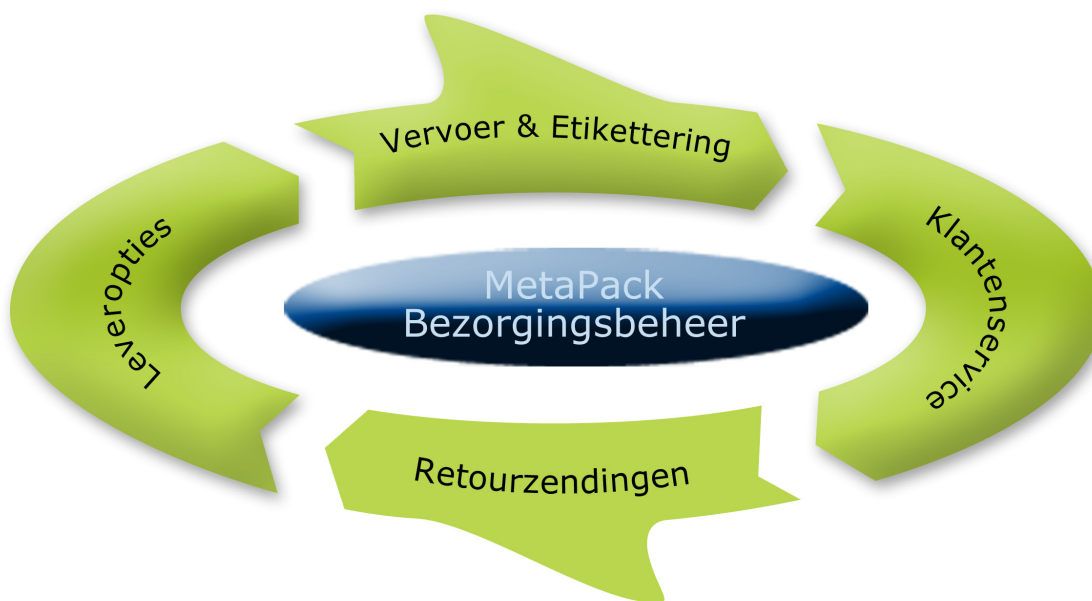 Vervoer & Etikettering
Leveropties
Klantenservice
MetaPack
Bezorgingsbeheer
Retourzendingen